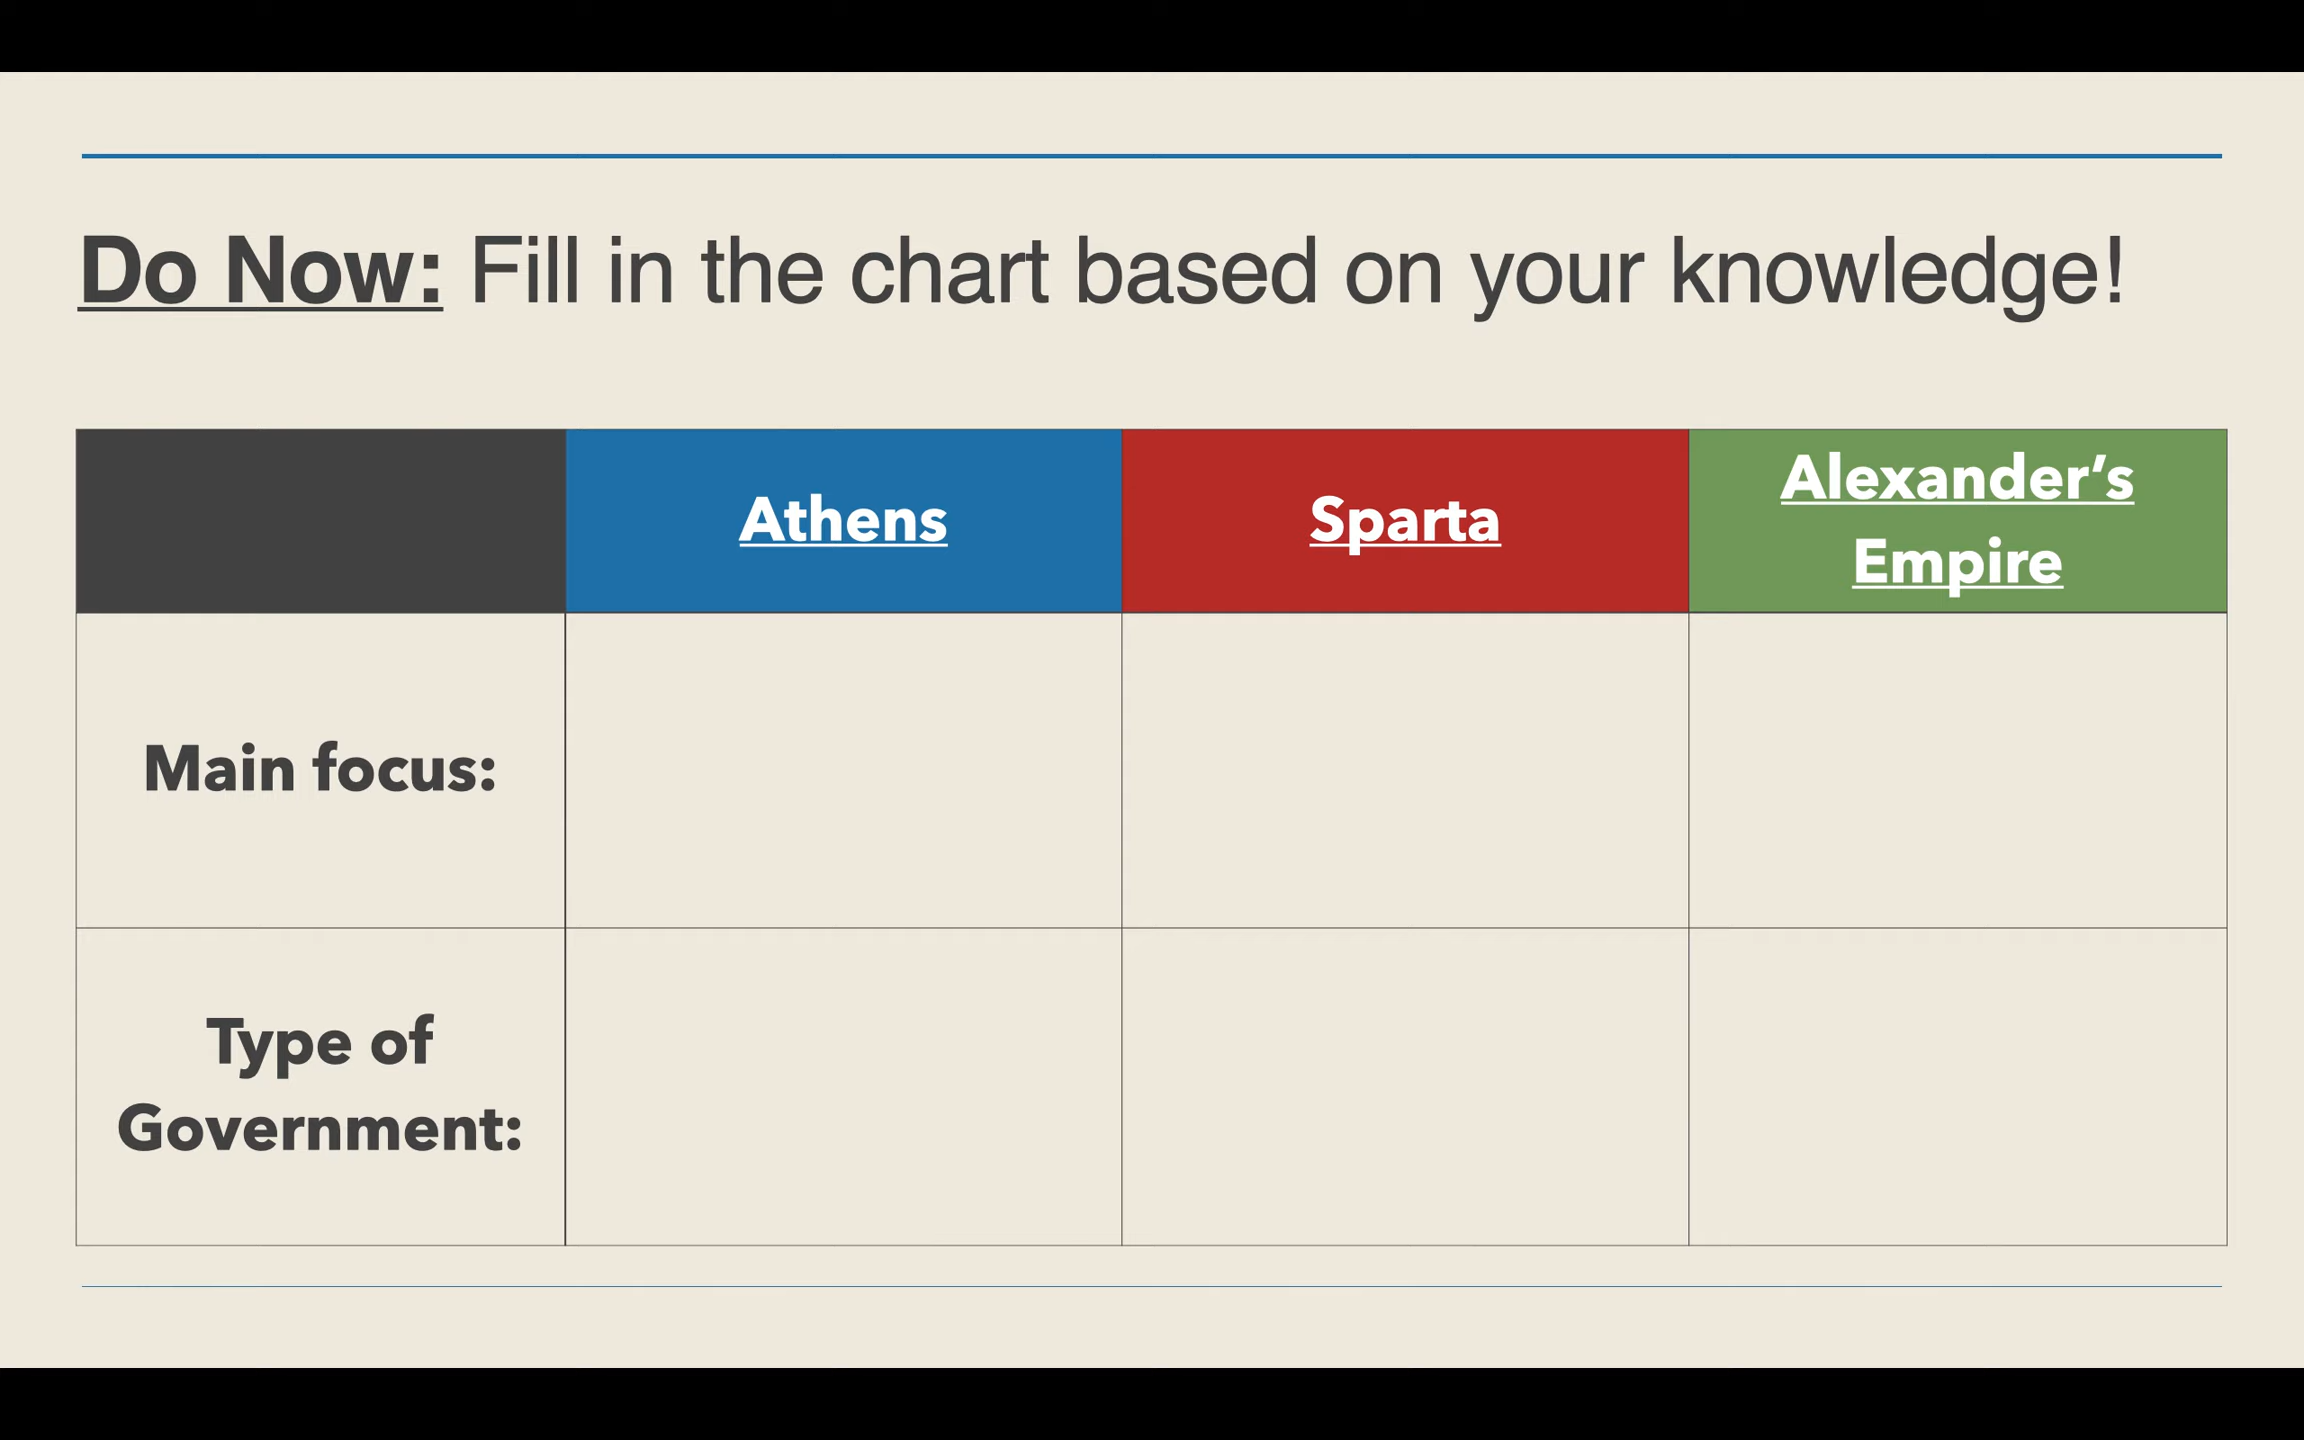 Do Now: Fill in the chart based on your knowledge!
Athens
Sparta
Alexander’s
Empire
Main focus:
Type of
Government: